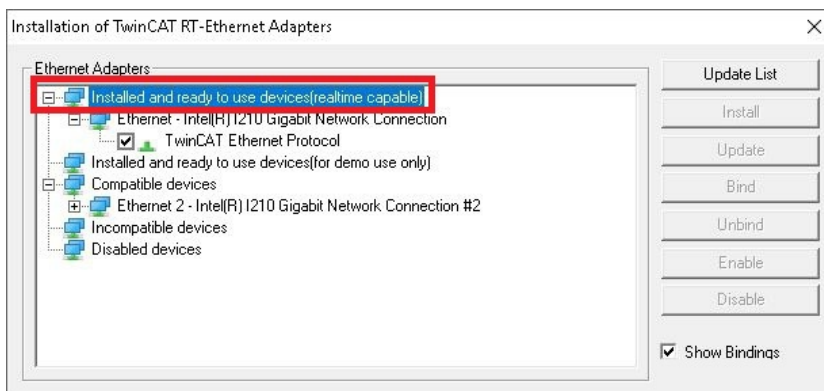 Installation of TwinCAT RT-Ethernet Adapters
Ethernet Adapters
Installed and ready to use devices(realtime capable)
Ethernet - Intel(R) I210 Gigabit Network Connection
TwinCAT Ethernet Protocol
Installed and ready to use devices(for demo use only)
Compatible devices
Ethernet 2 - Intel(R) I210 Gigabit Network Connection #2
Incompatible devices
Disabled devices
Update List
Install
Update
Bind
Unbind
Enable
Disable
Show Bindings